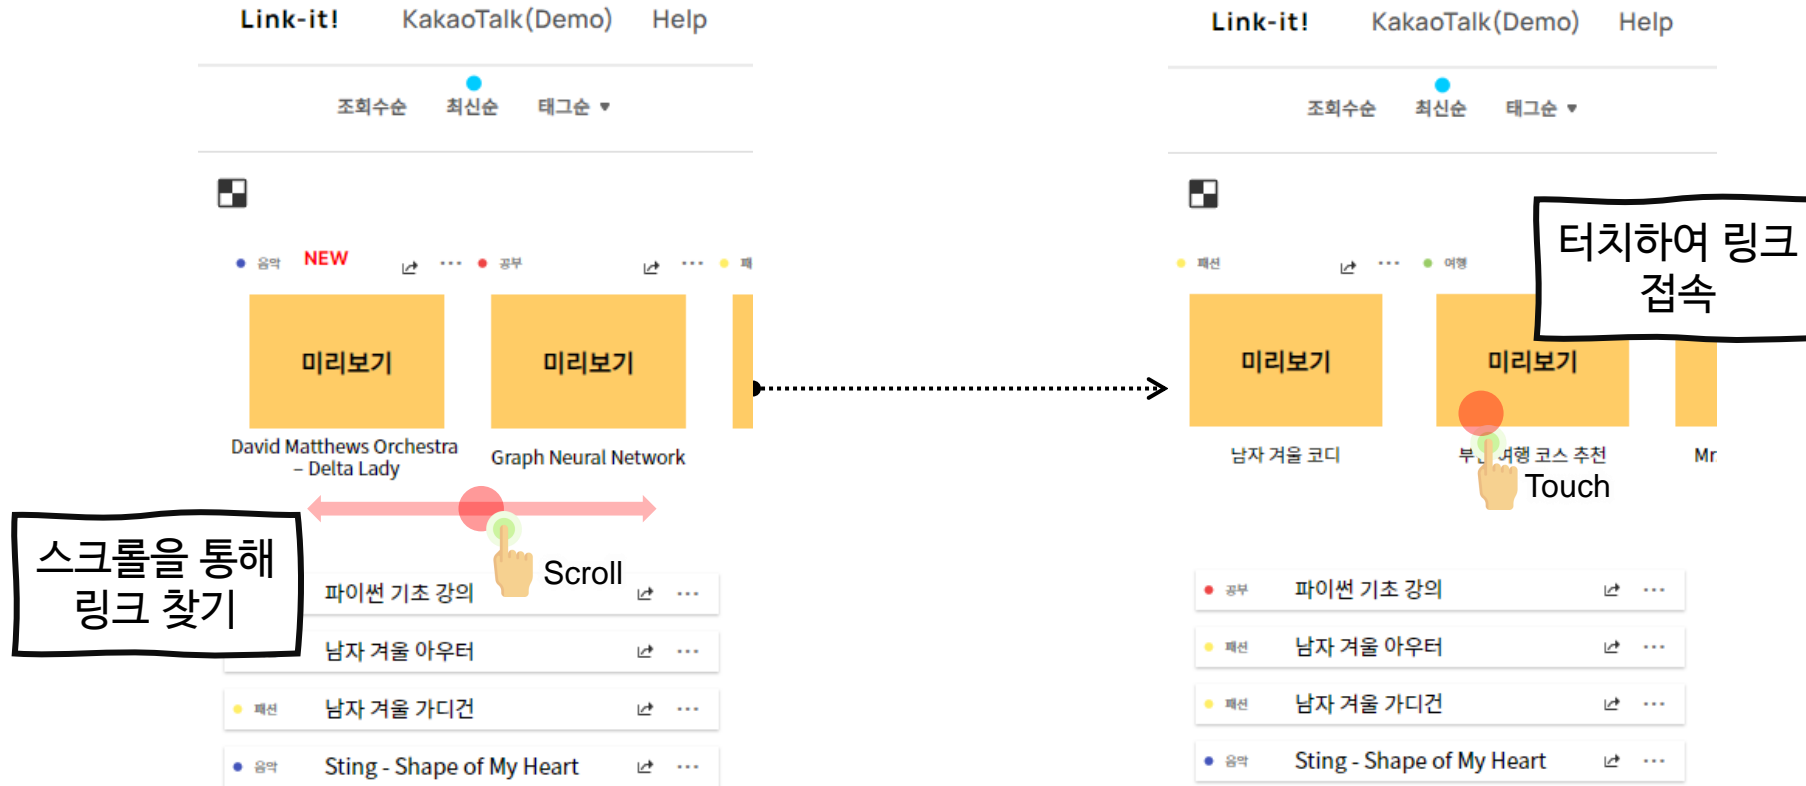 Link-it! KakaoTalk(Demo) Help
조회수순 최신순 태그순 ▼
음악 NEW
공부
미리보기
미리보기
David Matthews Orchestra
– Delta Lady
Graph Neural Network
Scroll
스크롤을 통해
링크 찾기
파이썬 기초 강의
남자 겨울 아우터
패션 남자 겨울 가디건
음악 Sting - Shape of My Heart
Link-it! KakaoTalk(Demo) Help
조회수순 최신순 태그순 ▼
터치하여 링크
접속
패션
여행
미리보기
미리보기
남자 겨울 코디
여행 코스 추천
Mr.
Touch
공부 파이썬 기초 강의
패션 남자 겨울 아우터
패션 남자 겨울 가디건
음악 Sting - Shape of My Heart